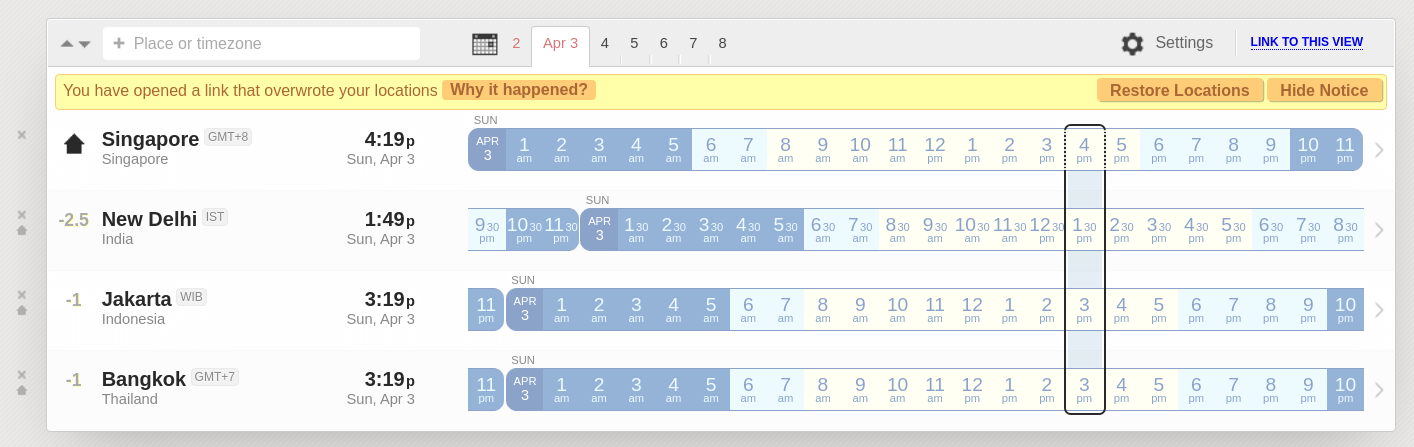 + Place or timezone 2 Apr 3 4 5 6 7 8 Settings LINK TO THIS VIEW
You have opened a link that overwrote your locations Why it happened? Restore Locations Hide Notice
SUN
Singapore GMT+8 4:19p APR 1 2 3 4 5 6 7 8 9 10 11 12 1 2 3 4 5 6 7 8 9 10 11
Singapore Sun, Apr 3 3 am am am am am am am am am am am pm pm pm pm pm pm pm pm pm pm pm pm
SUN
-2.5 New Delhi IST 1:49p 9 30 10 30 11 30 APR 1 30 2 30 3 30 4 30 5 30 6 30 7 30 8 30 9 30 10 30 11 30 12 30 1 30 2 30 3 30 4 30 5 30 6 30 7 30 8 30
India Sun, Apr 3 pm pm pm 3 am am am am am am am am am am am pm pm pm pm pm pm pm pm pm
SUN
-1 Jakarta WIB 3:19p 11 APR 1 2 3 4 5 6 7 8 9 10 11 12 1 2 3 4 5 6 7 8 9 10
Indonesia Sun, Apr 3 pm 3 am am am am am am am am am am am pm pm pm pm pm pm pm pm pm pm pm
SUN
-1 Bangkok GMT+7 3:19p 11 APR 1 2 3 4 5 6 7 8 9 10 11 12 1 2 3 4 5 6 7 8 9 10
Thailand Sun, Apr 3 pm 3 am am am am am am am am am am am pm pm pm pm pm pm pm pm pm pm pm